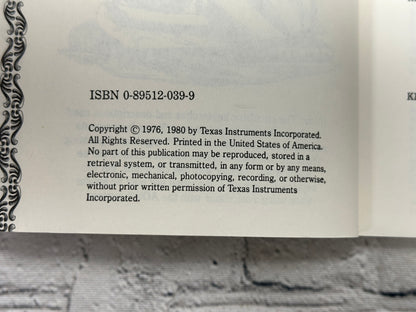 ISBN 0-89512-039-9
Copyright © 1976, 1980 by Texas Instruments Incorporated.
All Rights Reserved. Printed in the United States of America.
No part of this publication may be reproduced, stored in a
retrieval system, or transmitted, in any form or by any means,
electronic, mechanical, photocopying, recording, or otherwise,
without prior written permission of Texas Instruments
Incorporated.